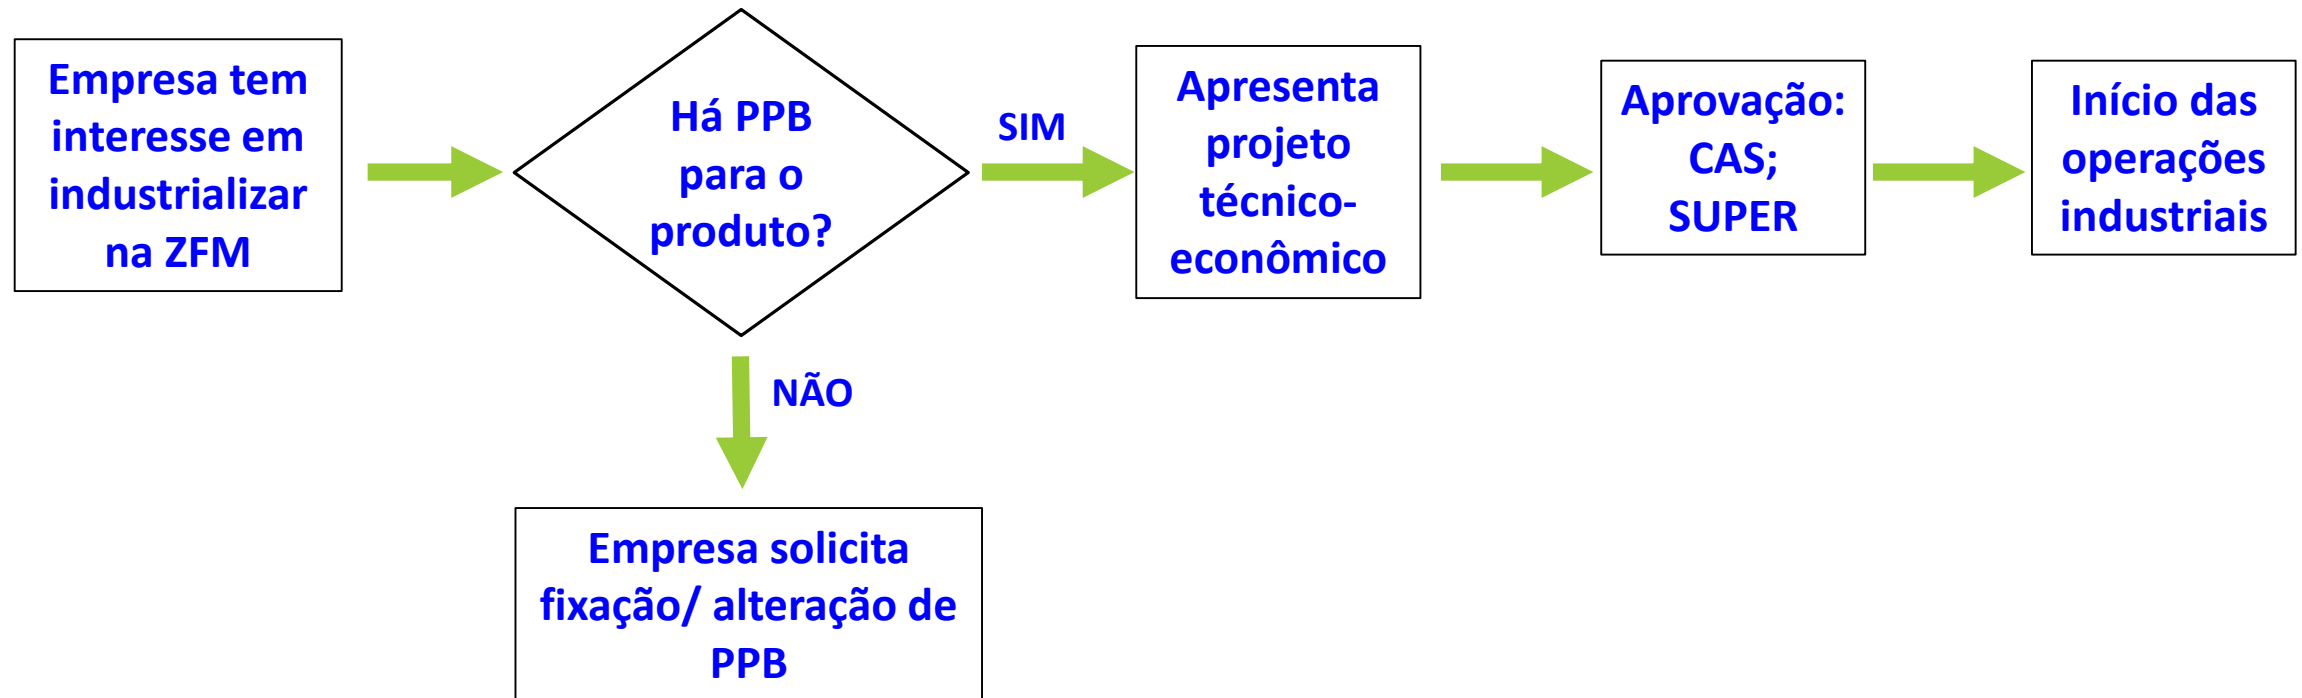 Empresa tem
interesse em
industrializar
na ZFM
Há PPB
para o
produto?
SIM
Apresenta
projeto
técnico-
econômico
Aprovação:
CAS;
SUPER
Início das
operações
industriais
NÃO
Empresa solicita
fixação/ alteração de
PPB